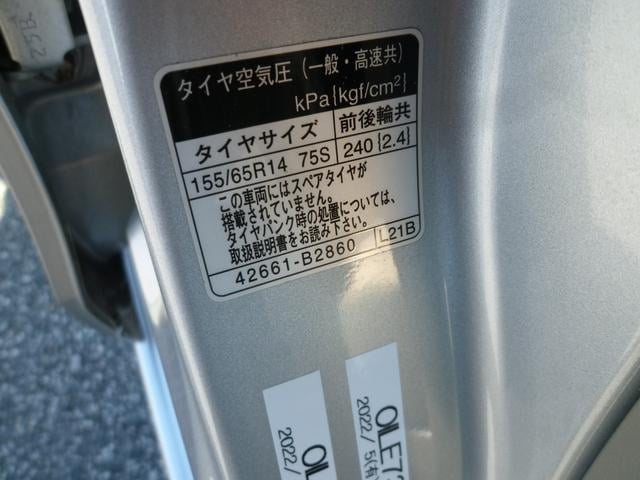 タイヤ空気圧 (一般・高速共)
kPa{kgf/cm²}
タイヤサイズ 前後輪共
155/65R14 75S 240{2.4}
この車両にはスペアタイヤが
搭載されていません。
タイヤパンク時の処置については、
取扱説明書をお読み下さい。
42661-B2860 L21B
OILE73
2022/ 5(有)
OIL
2022/